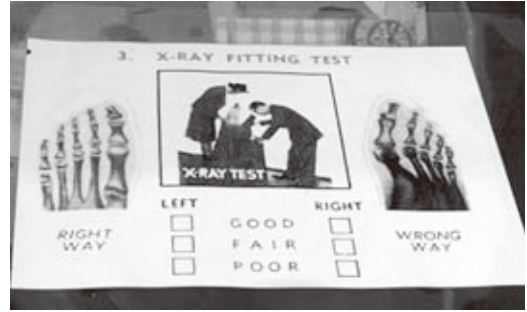 3. X-RAY FITTING TEST
X-RAY TEST
LEFT RIGHT
GOOD
FAIR
POOR
RIGHT
WAY
WRONG
WAY